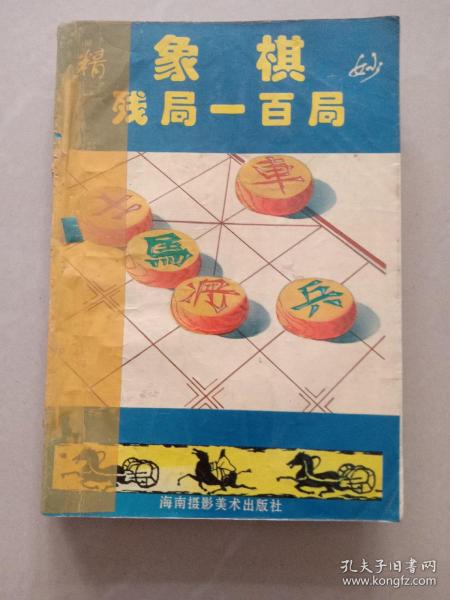 精 象棋 妙
残局一百局
車
馬
将
兵
海南摄影美术出版社
孔夫子旧书网
www.kongfz.com